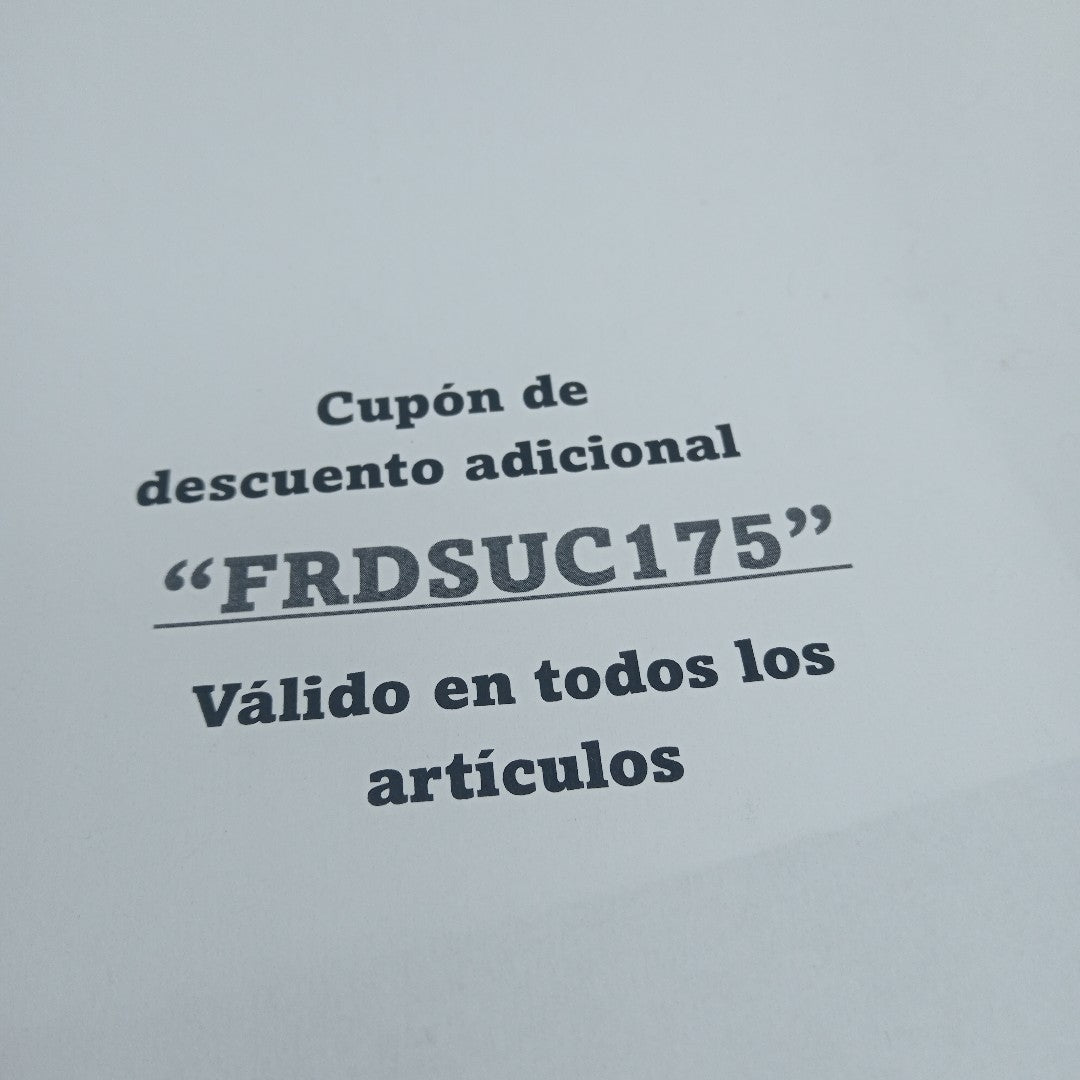 Cupón de
descuento adicional
“FRDSUC175”
Válido en todos los
artículos